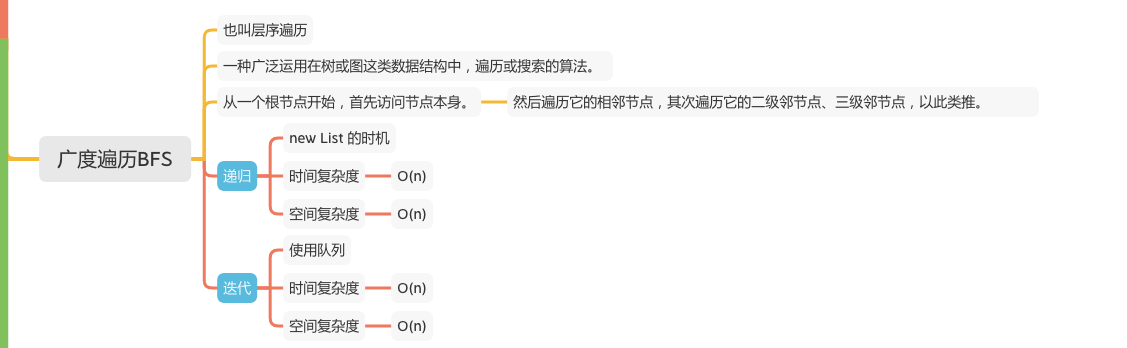 也叫层序遍历
一种广泛运用在树或图这类数据结构中，遍历或搜索的算法。
从一个根节点开始，首先访问节点本身。
然后遍历它的相邻节点，其次遍历它的二级邻节点、三级邻节点，以此类推。
广度遍历BFS
new List 的时机
递归
时间复杂度
O(n)
空间复杂度
O(n)
使用队列
迭代
时间复杂度
O(n)
空间复杂度
O(n)